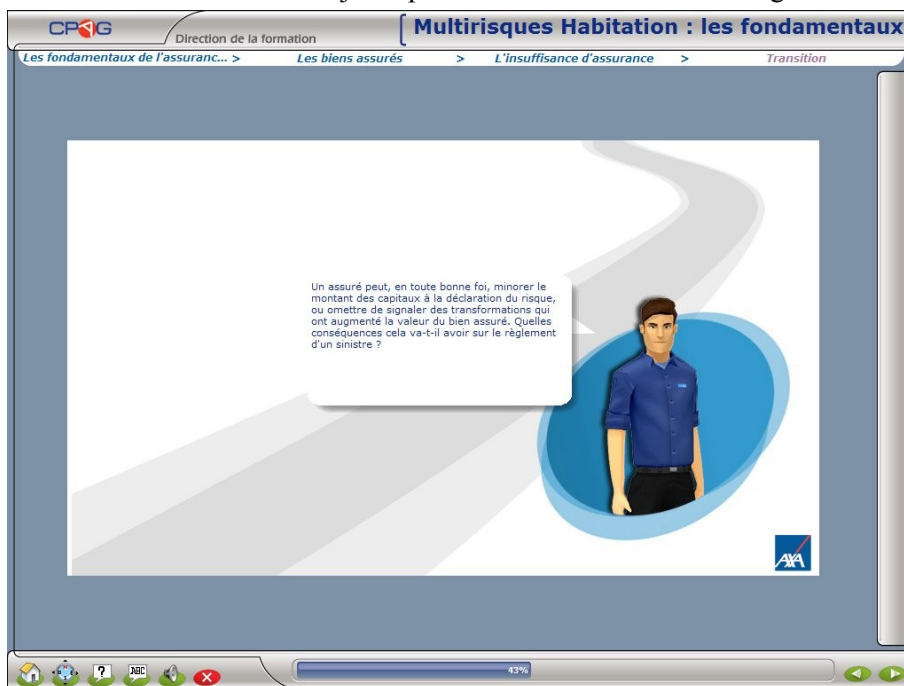 CPAG
Direction de la formation
Multirisques Habitation : les fondamentaux
Les fondamentaux de l'assuranc... >
Les biens assurés >
L'insuffisance d'assurance >
Transition
Un assuré peut, en toute bonne foi, minorer le
montant des capitaux à la déclaration du risque,
ou omettre de signaler des transformations qui
ont augmenté la valeur du bien assuré. Quelles
conséquences cela va-t-il avoir sur le règlement
d'un sinistre ?
AXA
?
ABC
43%